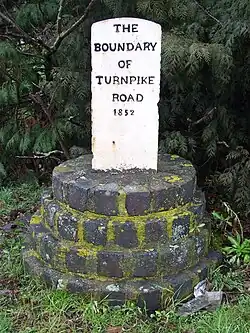 THE
BOUNDARY
OF
TURNPIKE
ROAD
1852